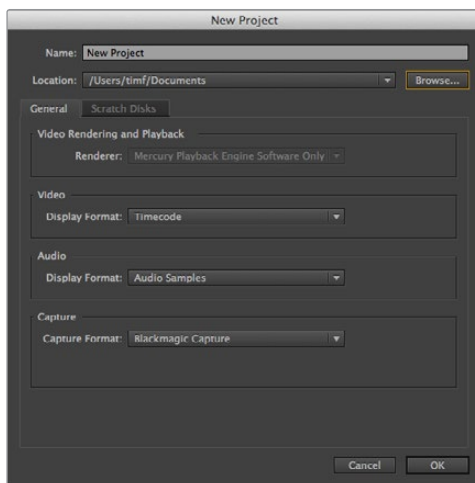 New Project
Name: New Project
Location: /Users/timf/Documents Browse...
General Scratch Disks
Video Rendering and Playback
Renderer: Mercury Playback Engine Software Only
Video
Display Format: Timecode
Audio
Display Format: Audio Samples
Capture
Capture Format: Blackmagic Capture
Cancel OK